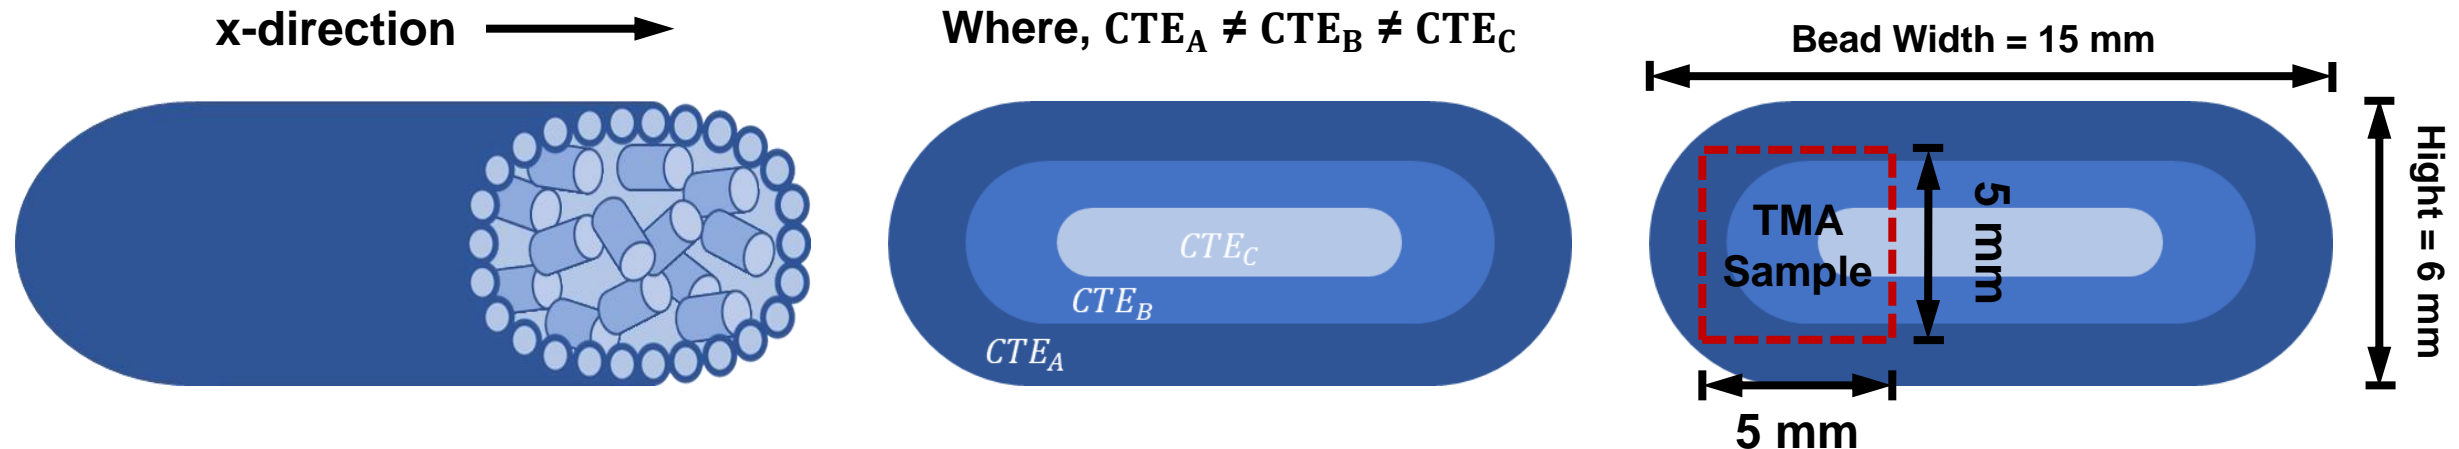 x-direction
Where, CTE_A ≠ CTE_B ≠ CTE_C
Bead Width = 15 mm
CTE_C
CTE_B
CTE_A
TMA
Sample
5 mm
5 mm
Hight = 6 mm